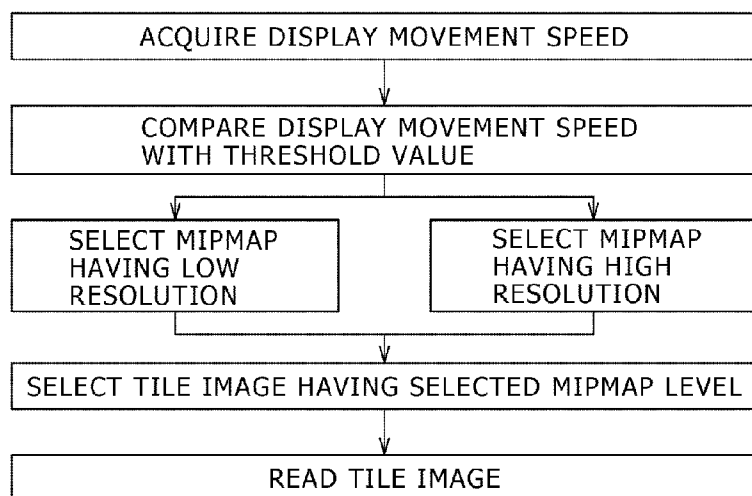 ACQUIRE DISPLAY MOVEMENT SPEED
COMPARE DISPLAY MOVEMENT SPEED
WITH THRESHOLD VALUE
SELECT MIPMAP
HAVING LOW
RESOLUTION
SELECT MIPMAP
HAVING HIGH
RESOLUTION
SELECT TILE IMAGE HAVING SELECTED MIPMAP LEVEL
READ TILE IMAGE